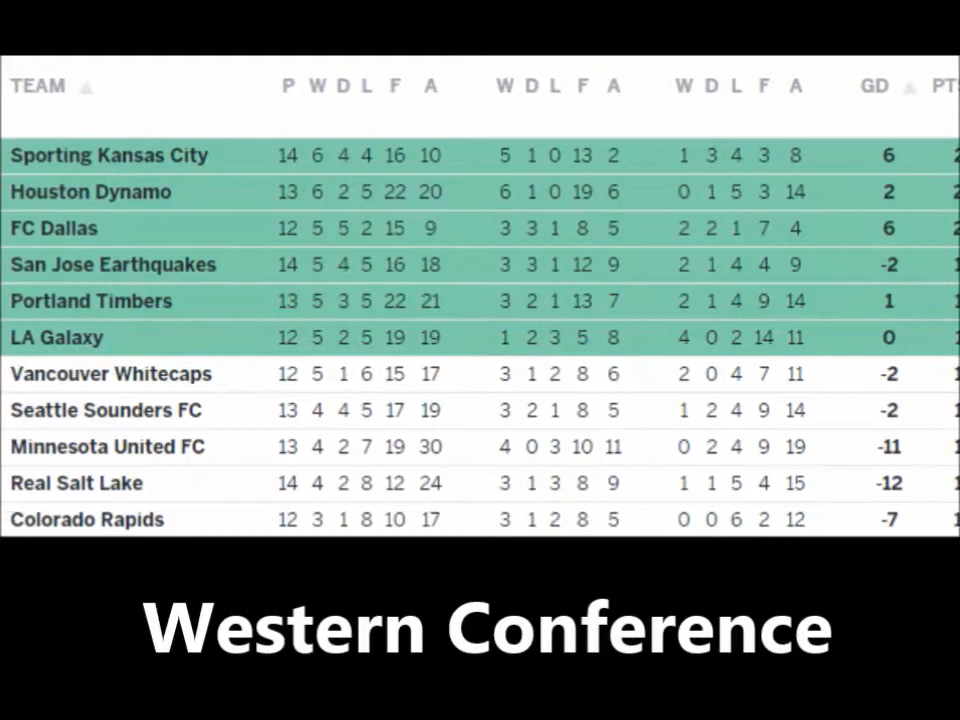 TEAM P W D L F A W D L F A W D L F A GD PTS
Sporting Kansas City 14 6 4 4 16 10 5 1 0 13 2 1 3 4 3 8 6 2
Houston Dynamo 13 6 2 5 22 20 6 1 0 19 6 0 1 5 3 14 2 2
FC Dallas 12 5 5 2 15 9 3 3 1 8 5 2 2 1 7 4 6 2
San Jose Earthquakes 14 5 4 5 16 18 3 3 1 12 9 2 1 4 4 9 -2 1
Portland Timbers 13 5 3 5 22 21 3 2 1 13 7 2 1 4 9 14 1 1
LA Galaxy 12 5 2 5 19 19 1 2 3 5 8 4 0 2 14 11 0 1
Vancouver Whitecaps 12 5 1 6 15 17 3 1 2 8 6 2 0 4 7 11 -2 1
Seattle Sounders FC 13 4 4 5 17 19 3 2 1 8 5 1 2 4 9 14 -2 1
Minnesota United FC 13 4 2 7 19 30 4 0 3 10 11 0 2 4 9 19 -11 1
Real Salt Lake 14 4 2 8 12 24 3 1 3 8 9 1 1 5 4 15 -12 1
Colorado Rapids 12 3 1 8 10 17 3 1 2 8 5 0 0 6 2 12 -7 1
Western Conference